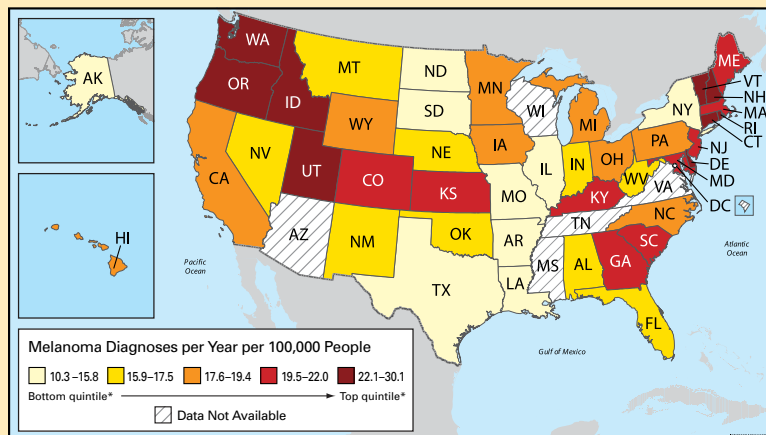 WA
OR
ID
MT
ND
SD
WY
NE
NV
UT
CO
KS
CA
AZ
NM
OK
TX
MN
IA
MO
AR
LA
WI
IL
MI
IN
OH
KY
TN
MS
AL
GA
FL
SC
NC
VA
WV
PA
NY
ME
VT
NH
MA
RI
CT
NJ
DE
MD
DC
AK
HI
Pacific
Ocean
Atlantic
Ocean
Gulf of Mexico
Melanoma Diagnoses per Year per 100,000 People
10.3–15.8 15.9–17.5 17.6–19.4 19.5–22.0 22.1–30.1
Bottom quintile* Top quintile*
Data Not Available